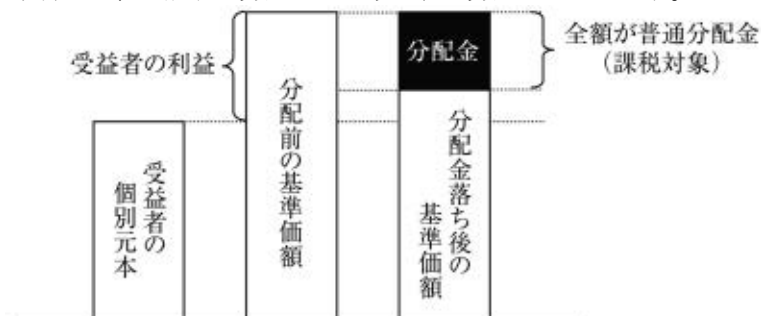 受益者の利益
分配金
全額が普通分配金
（課税対象）
受益者の
個別元本
分配前の基準価額
分配金落ち後の
基準価額